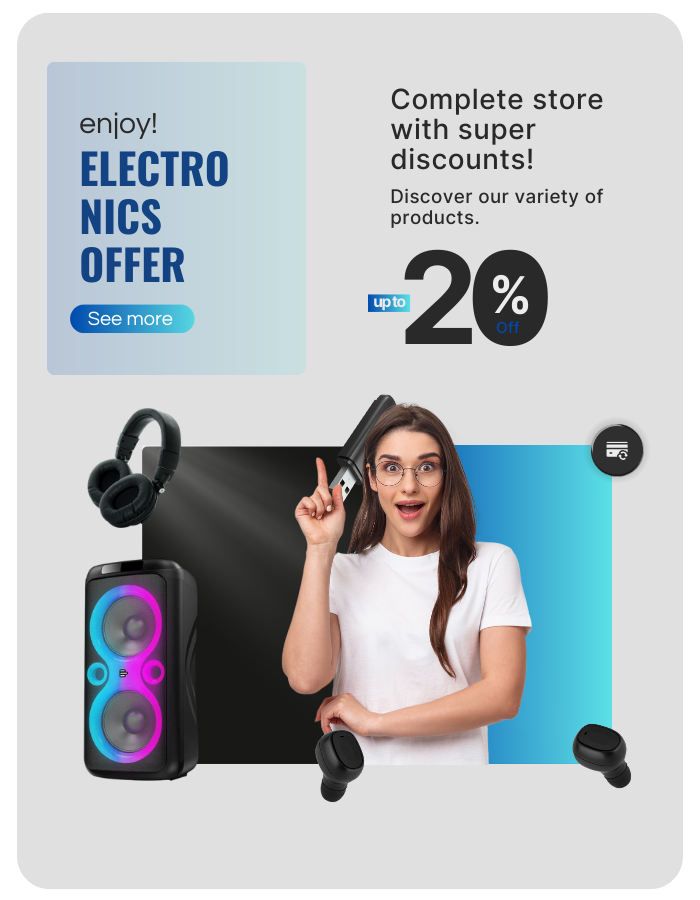 enjoy!
ELECTRO
NICS
OFFER
See more
Complete store
with super
discounts!
Discover our variety of
products.
up to
20
%
Off